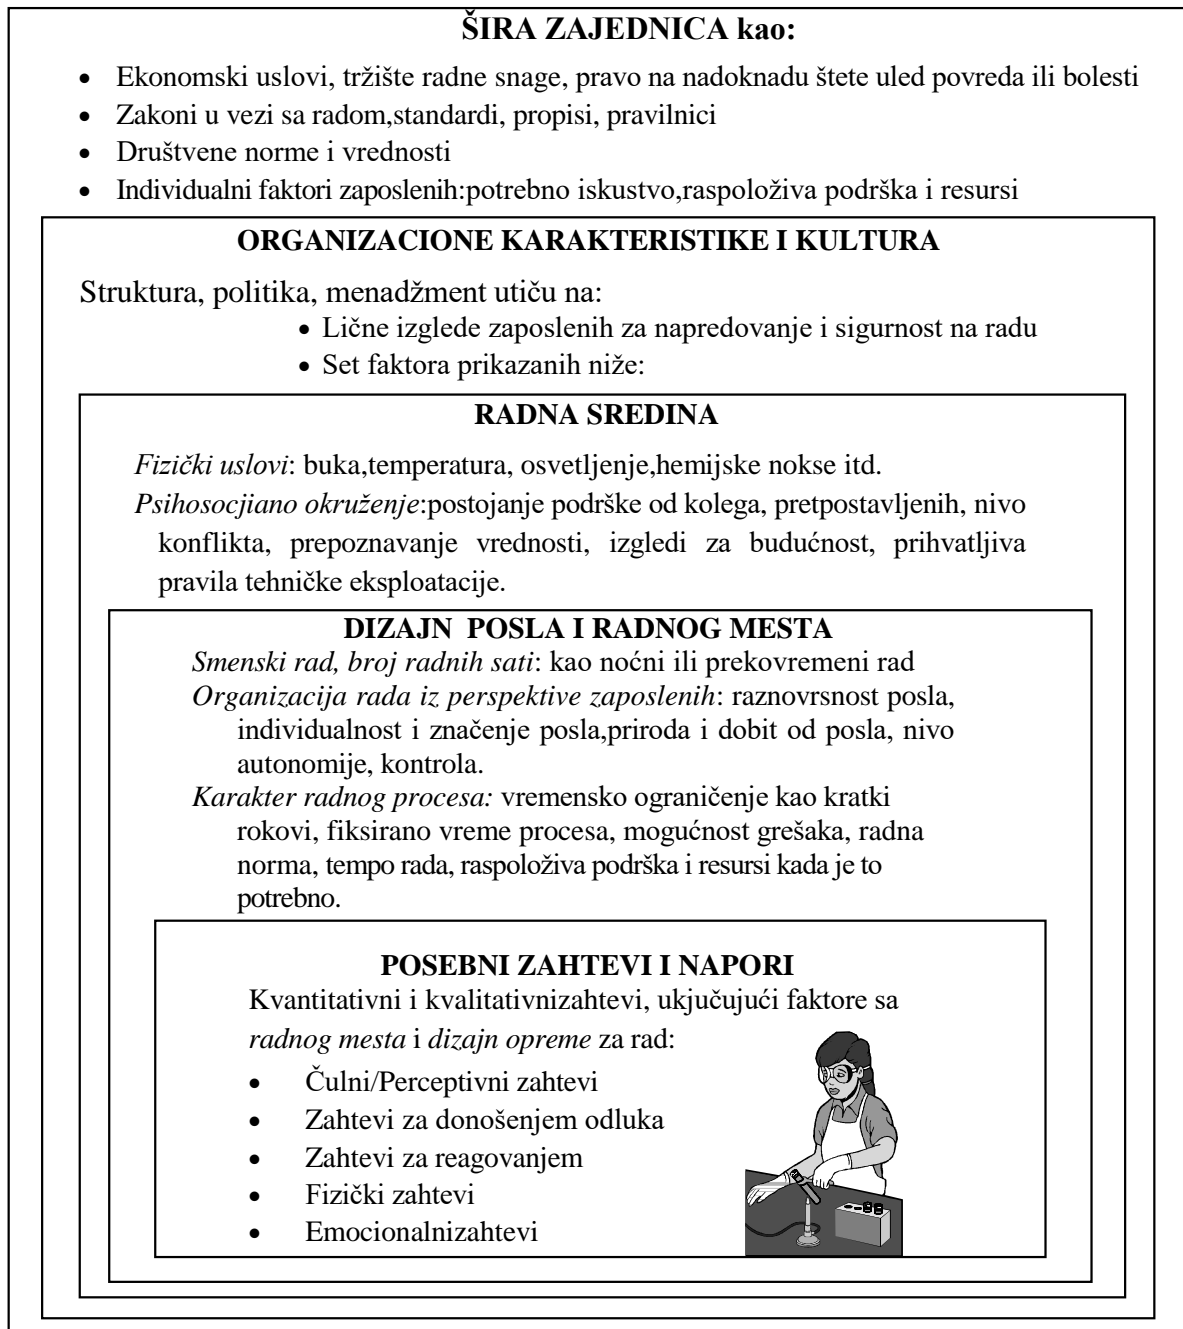 ŠIRA ZAJEDNICA kao:
• Ekonomski uslovi, tržište radne snage, pravo na nadoknadu štete uled povreda ili bolesti
• Zakoni u vezi sa radom,standardi, propisi, pravilnici
• Društvene norme i vrednosti
• Individualni faktori zaposlenih:potrebno iskustvo,raspoloživa podrška i resursi
ORGANIZACIONE KARAKTERISTIKE I KULTURA
Struktura, politika, menadžment utiču na:
• Lične izglede zaposlenih za napredovanje i sigurnost na radu
• Set faktora prikazanih niže:
RADNA SREDINA
Fizički uslovi: buka,temperatura, osvetljenje,hemijske nokse itd.
Psihosocjiano okruženje:postojanje podrške od kolega, pretpostavljenih, nivo
konflikta, prepoznavanje vrednosti, izgledi za budućnost, prihvatljiva
pravila tehničke eksploatacije.
DIZAJN POSLA I RADNOG MESTA
Smenski rad, broj radnih sati: kao noćni ili prekovremeni rad
Organizacija rada iz perspektive zaposlenih: raznovrsnost posla,
individualnost i značenje posla,priroda i dobit od posla, nivo
autonomije, kontrola.
Karakter radnog procesa: vremensko ograničenje kao kratki
rokovi, fiksirano vreme procesa, mogućnost grešaka, radna
norma, tempo rada, raspoloživa podrška i resursi kada je to
potrebno.
POSEBNI ZAHTEVI I NAPORI
Kvantitativni i kvalitativnizahtevi, ukjučujući faktore sa
radnog mesta i dizajn opreme za rad:
• Čulni/Perceptivni zahtevi
• Zahtevi za donošenjem odluka
• Zahtevi za reagovanjem
• Fizički zahtevi
• Emocionalnizahtevi